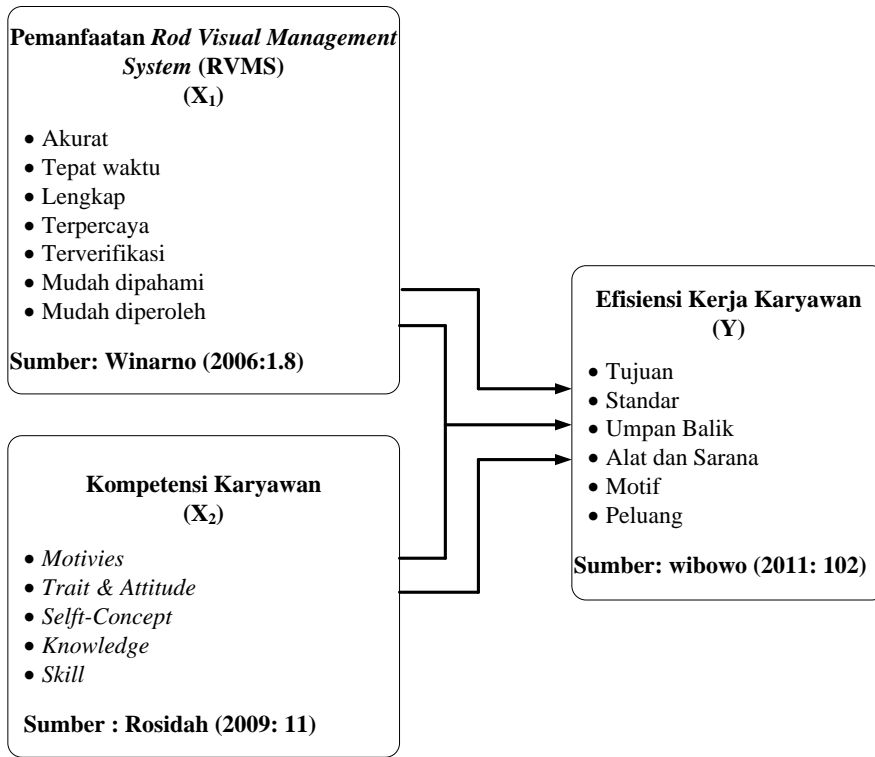 Pemanfaatan Rod Visual Management
System (RVMS)
(X₁)
• Akurat
• Tepat waktu
• Lengkap
• Terpercaya
• Terverifikasi
• Mudah dipahami
• Mudah diperoleh
Sumber: Winarno (2006:1.8)
Kompetensi Karyawan
(X₂)
• Motivies
• Trait & Attitude
• Selft-Concept
• Knowledge
• Skill
Sumber : Rosidah (2009: 11)
Efisiensi Kerja Karyawan
(Y)
• Tujuan
• Standar
• Umpan Balik
• Alat dan Sarana
• Motif
• Peluang
Sumber: wibowo (2011: 102)